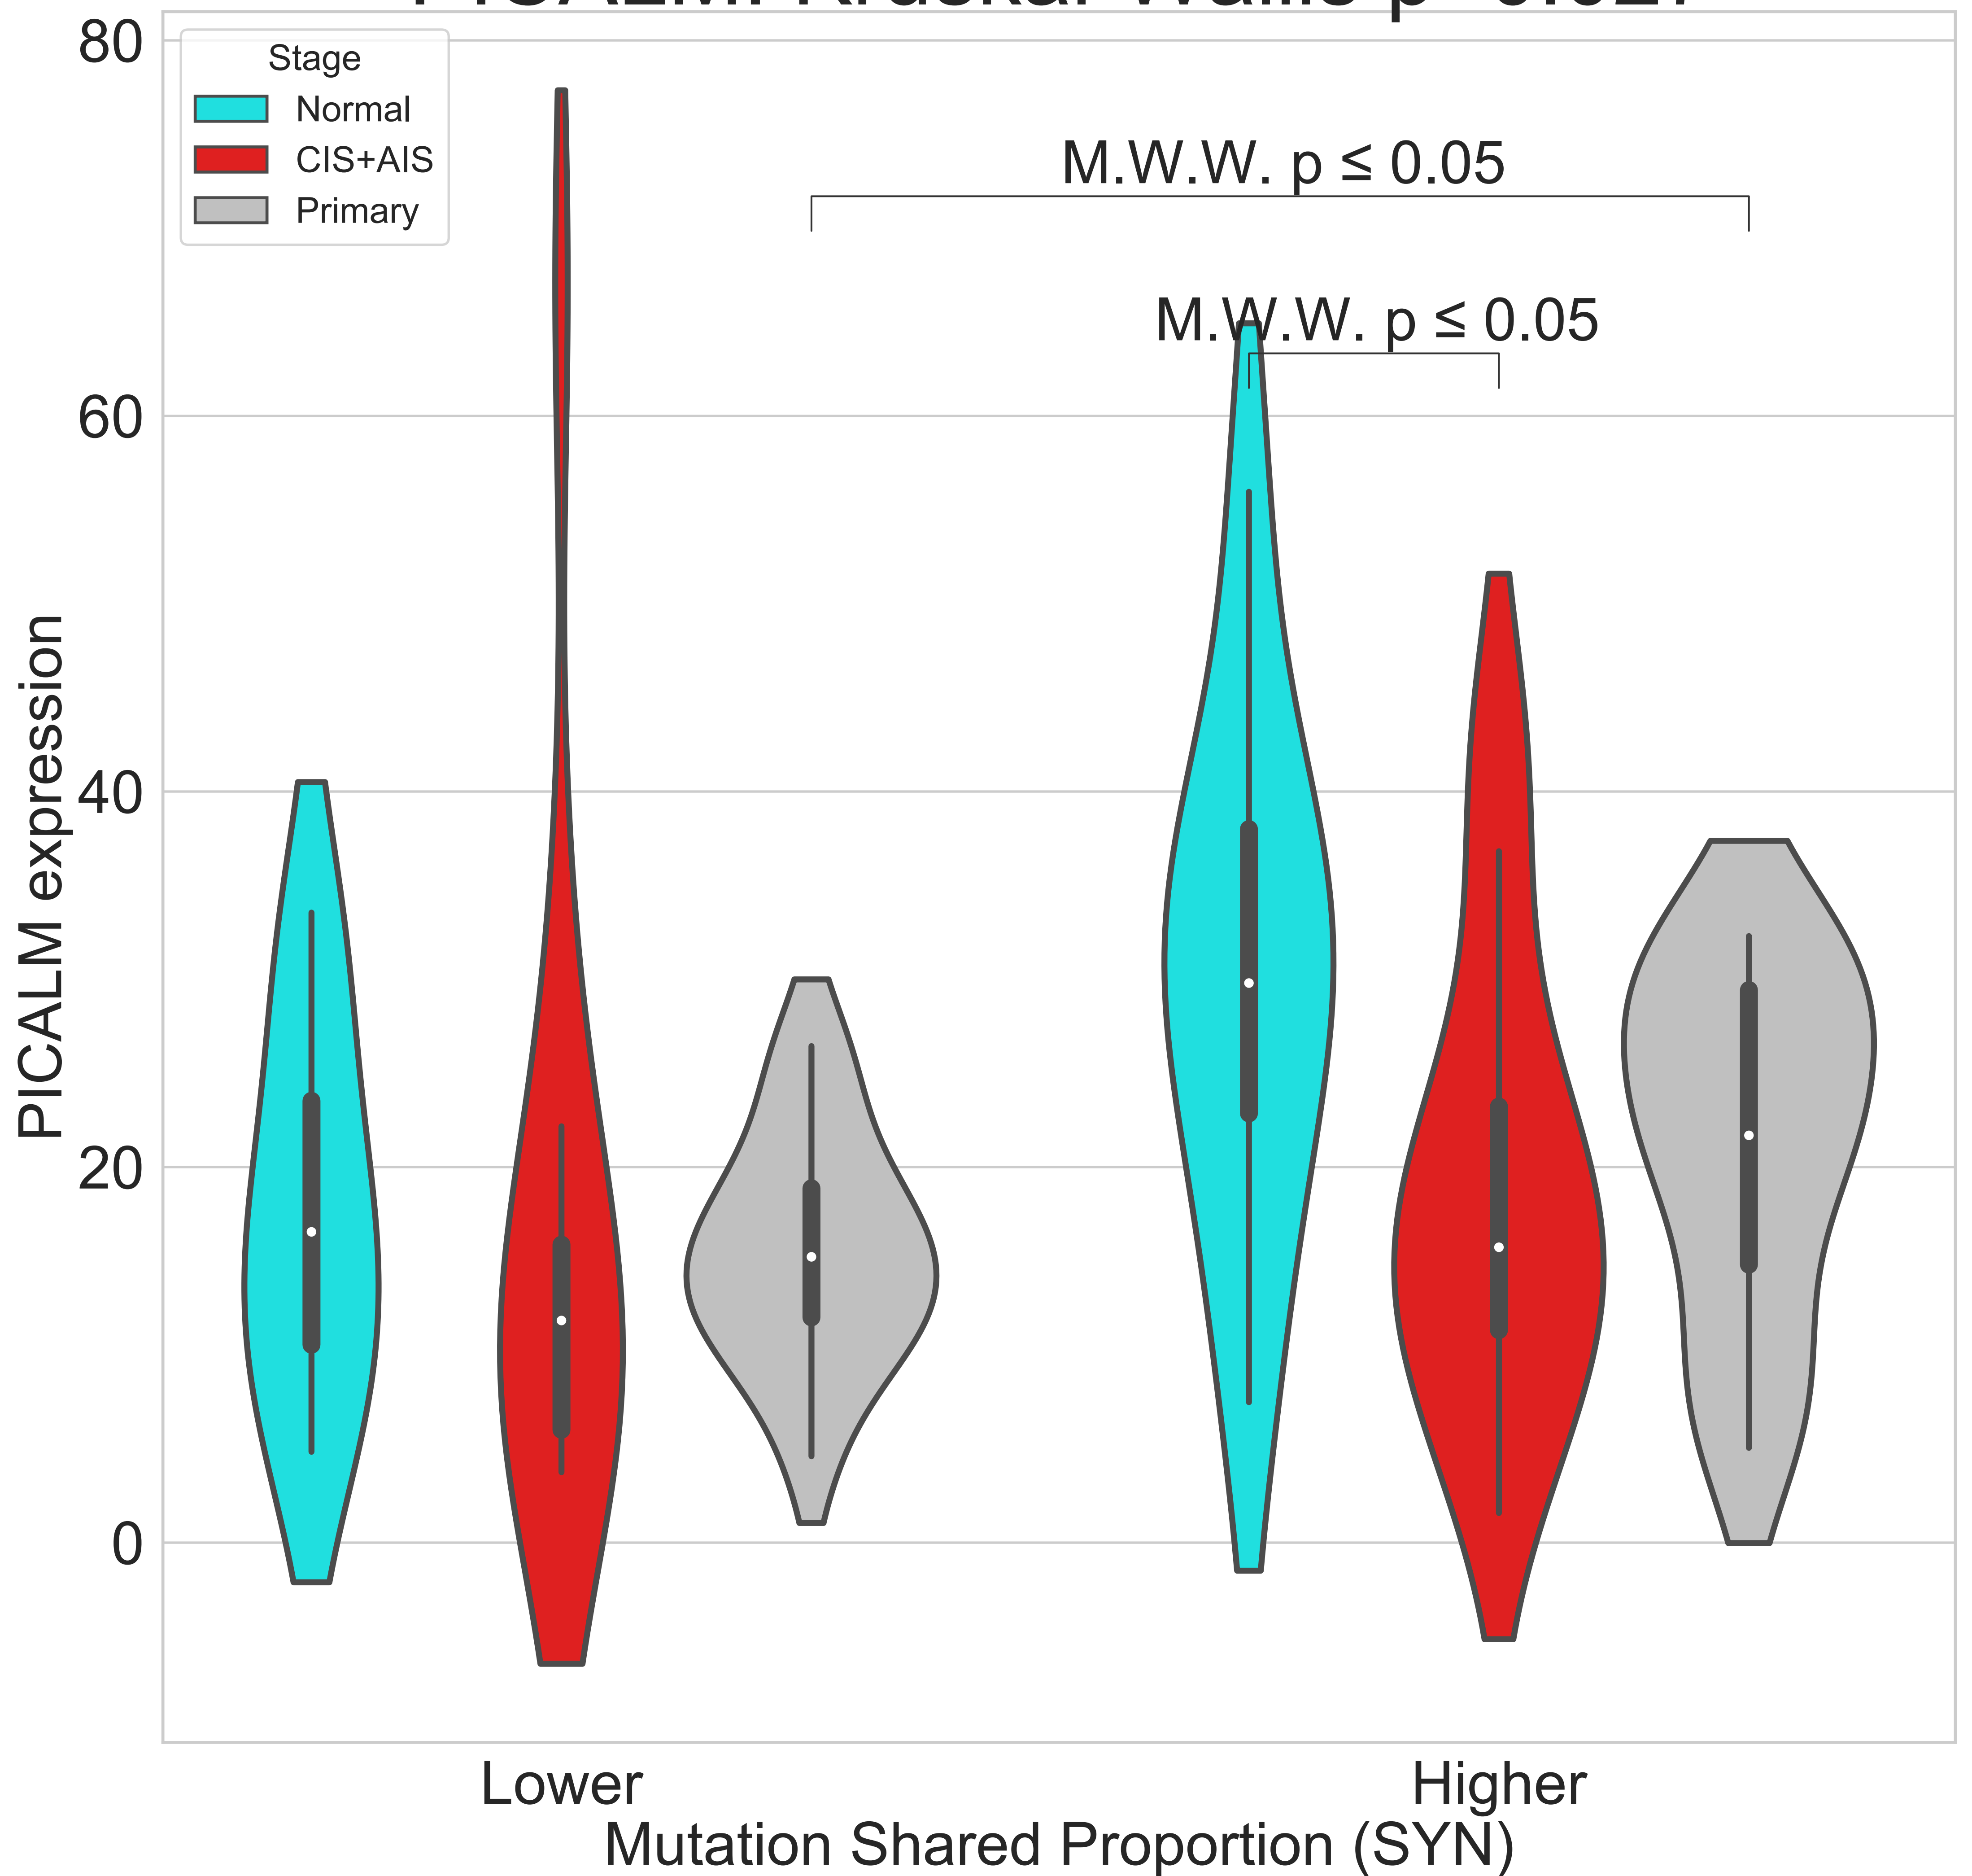 80
Stage
Normal
CIS+AIS
Primary
M.W.W. p ≤ 0.05
M.W.W. p ≤ 0.05
60
40
20
0
PICALM expression
Lower
Higher
Mutation Shared Proportion (SYN)